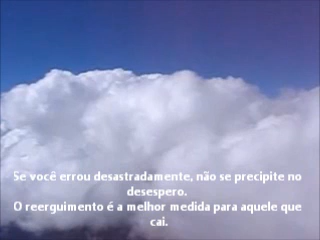 Se você errou desastradamente, não se precipite no
desespero.
O reerguimento é a melhor medida para aquele que
cai.